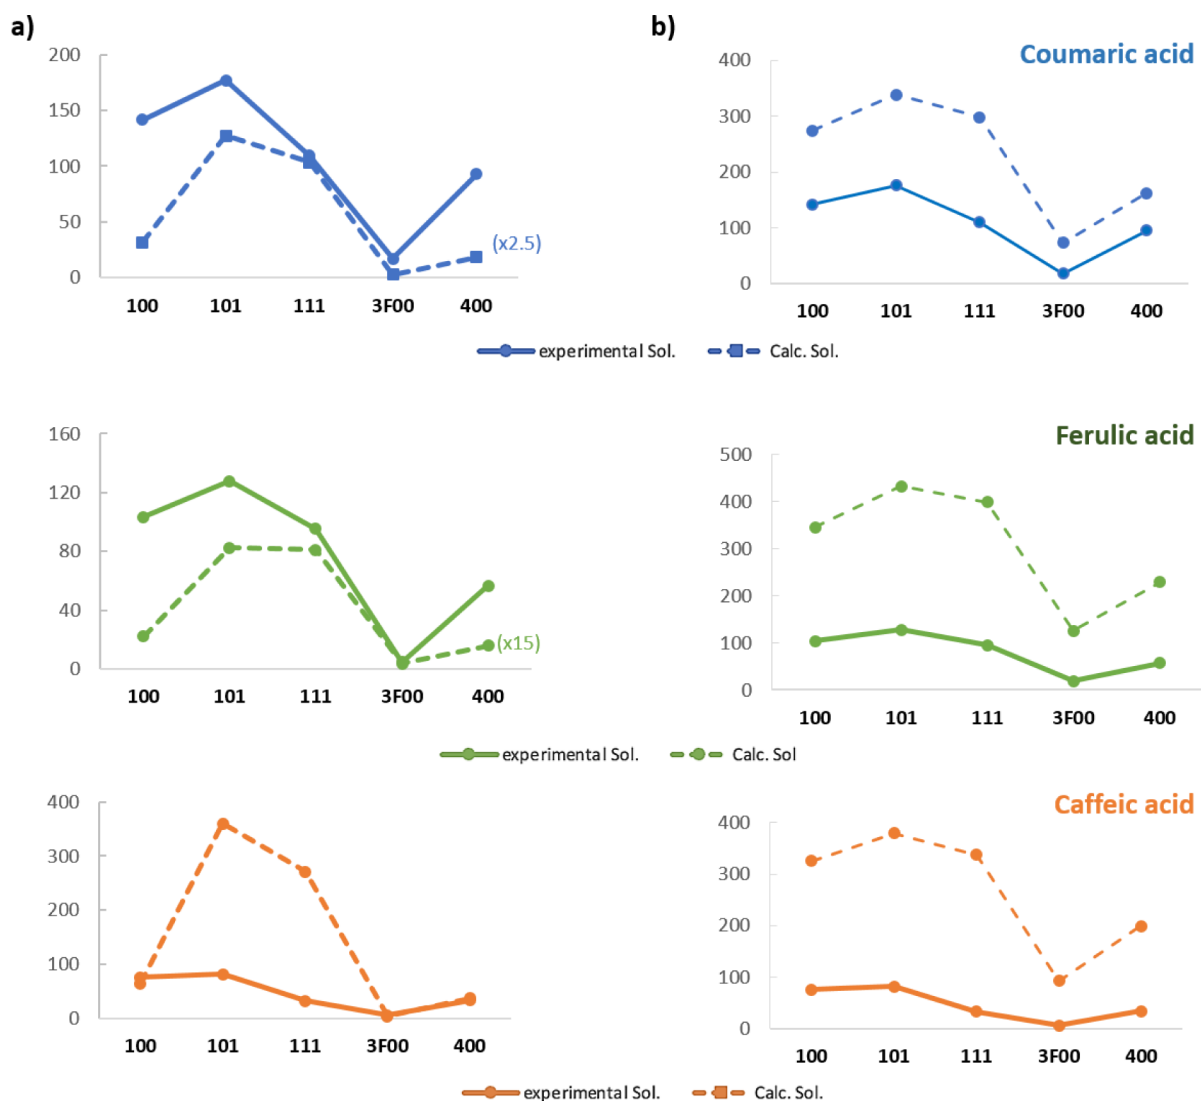 a)
b)
Coumaric acid
200
150
100
50
0
(x2.5)
100 101 111 3F00 400
400
300
200
100
0
100 101 111 3F00 400
experimental Sol. Calc. Sol.
Ferulic acid
160
120
80
40
0
(x15)
100 101 111 3F00 400
500
400
300
200
100
0
100 101 111 3F00 400
experimental Sol. Calc. Sol
Caffeic acid
400
300
200
100
0
100 101 111 3F00 400
400
300
200
100
0
100 101 111 3F00 400
experimental Sol. Calc. Sol.